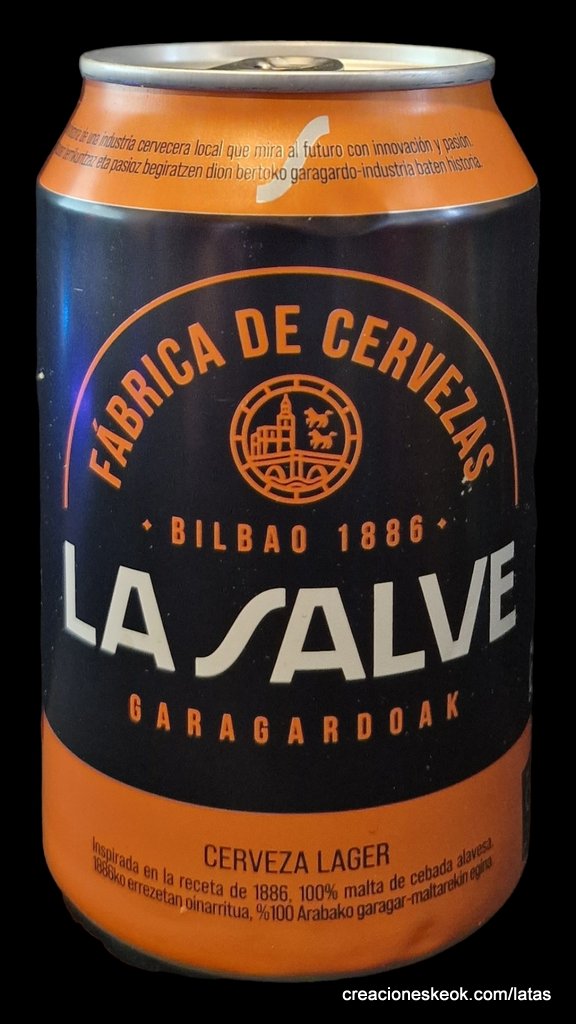 de una industria cervecera local que mira al futuro con innovación y pasión.
eta pasioz begiratzen dion bertoko garagardo-industria baten historia.
FÁBRICA DE CERVEZAS
BILBAO 1886
LA SALVE
GARAGARDOAK
CERVEZA LAGER
Inspirada en la receta de 1886, 100% malta de cebada alavesa.
1886ko errezetan oinarritua, %100 Arabako garagar-maltarekin egina.
creacioneskeok.com/latas